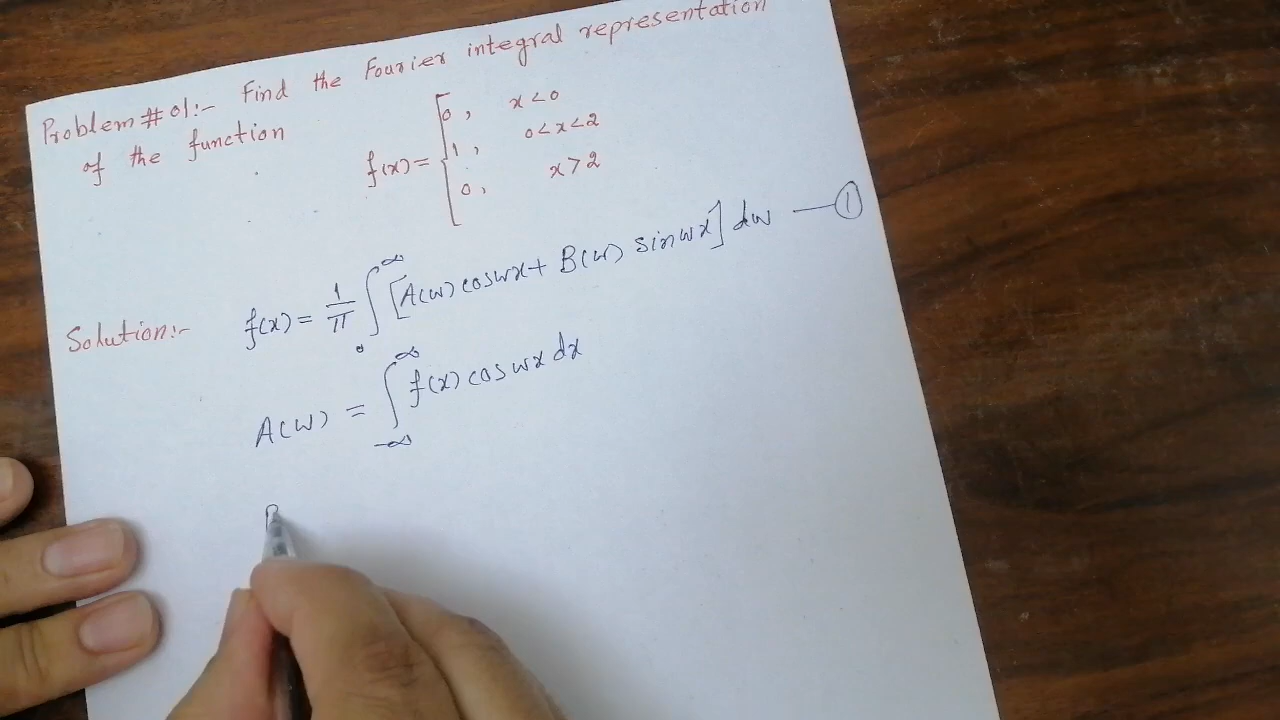 Problem # 01:- Find the Fourier integral representation
of the function
f(x) = [ 0 , x < 0
1 , 0 < x < 2
0 , x > 2
Solution:- f(x) = 1/π ∫₀^∞ [A(w) cos wx + B(w) sin wx] dw — ①
A(w) = ∫₋∞^∞ f(x) cos wx dx
B